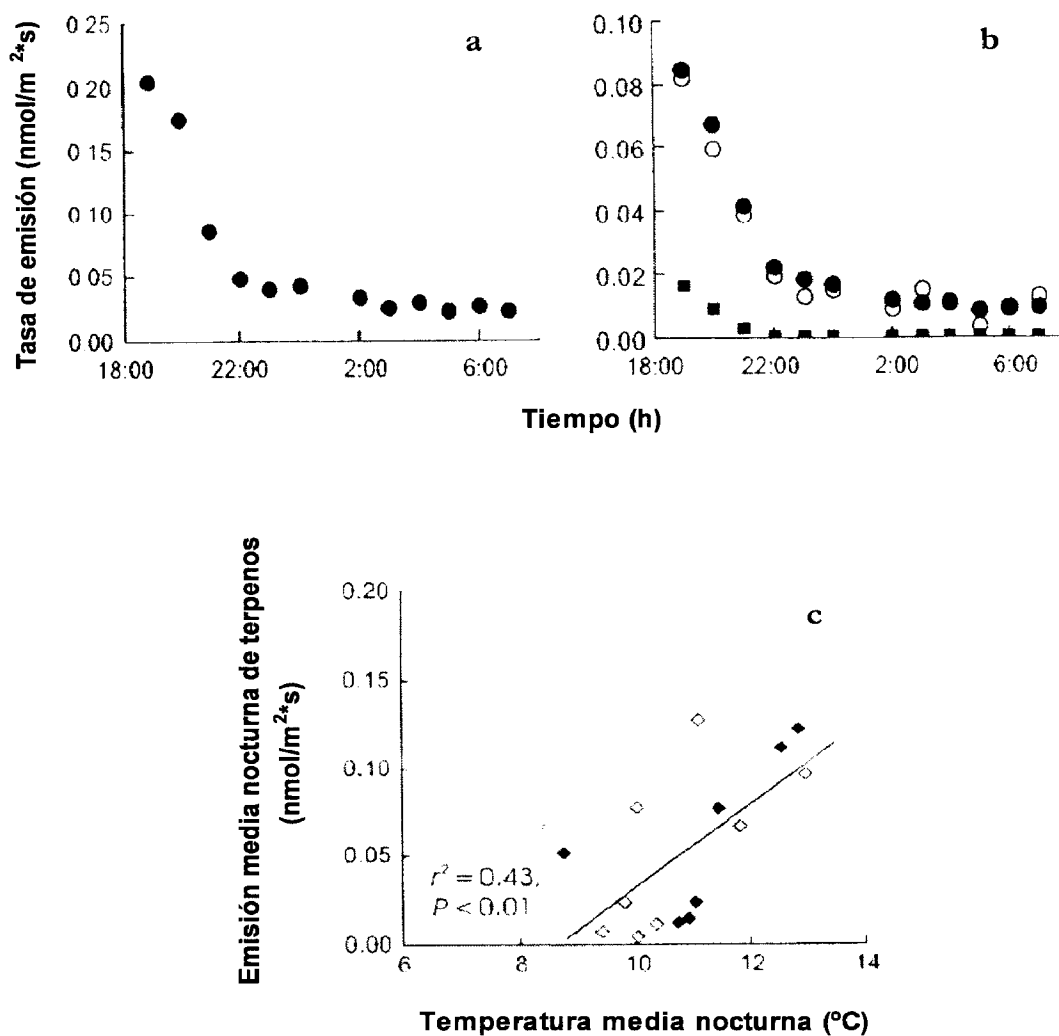 Tasa de emisión (nmol/m 2*s)
a
0 25
0 20
0 15
0 10
0 05
0 00
18:00 22:00 2:00 6:00
b
0.10
0.08
0.06
0.04
0.02
0.00
18:00 22:00 2:00 6:00
Tiempo (h)
Emisión media nocturna de terpenos
(nmol/m2*s)
c
0.20
0.15
0.10
0.05
0.00
r2 = 0.43,
P < 0.01
6 8 10 12 14
Temperatura media nocturna (ºC)